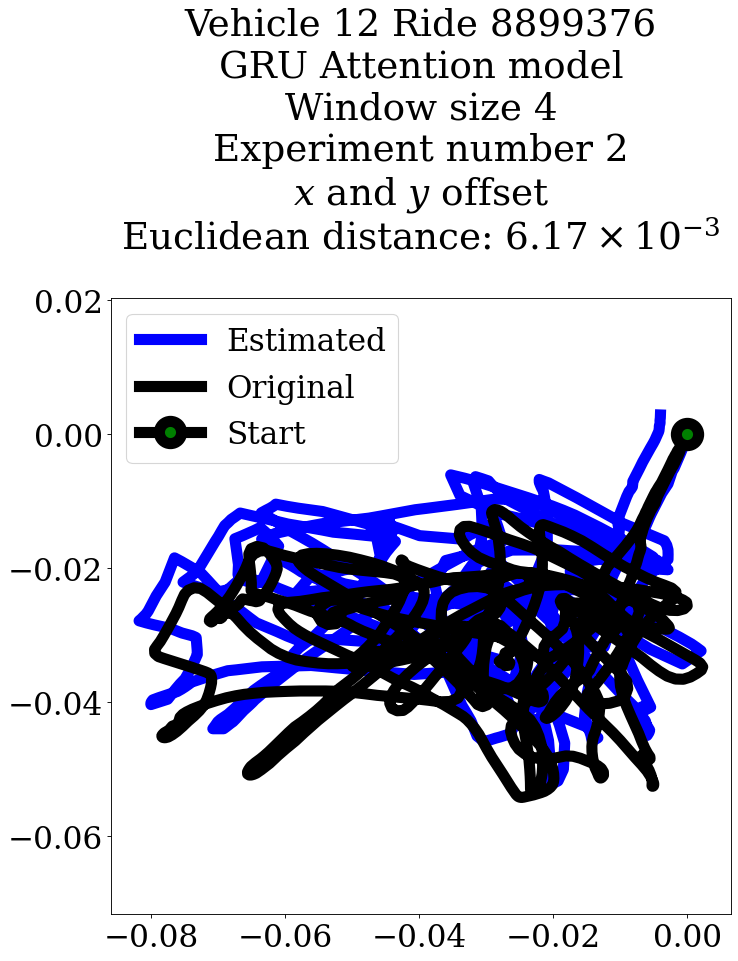 Vehicle 12 Ride 8899376
GRU Attention model
Window size 4
Experiment number 2
x and y offset
Euclidean distance: 6.17 × 10⁻³
0.02
Estimated
Original
Start
0.00
−0.02
−0.04
−0.06
−0.08 −0.06 −0.04 −0.02 0.00